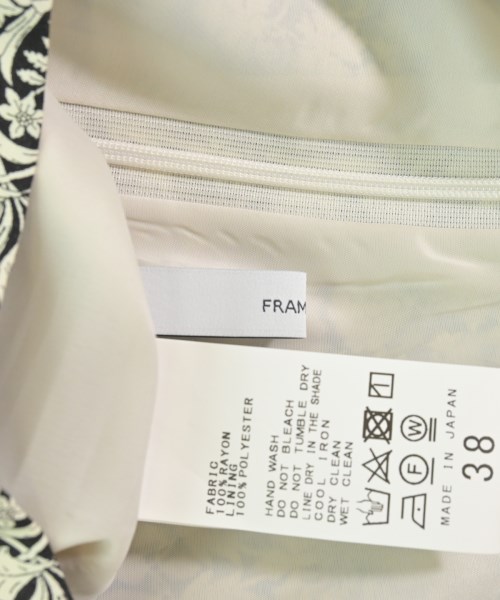 FRAM
FABRIC
100%RAYON
LINING
100%POLYESTER
HAND WASH
DO NOT BLEACH
DO NOT TUMBLE DRY
LINE DRY IN THE SHADE
COOL IRON
DRY CLEAN
WET CLEAN
F W
MADE IN JAPAN
38